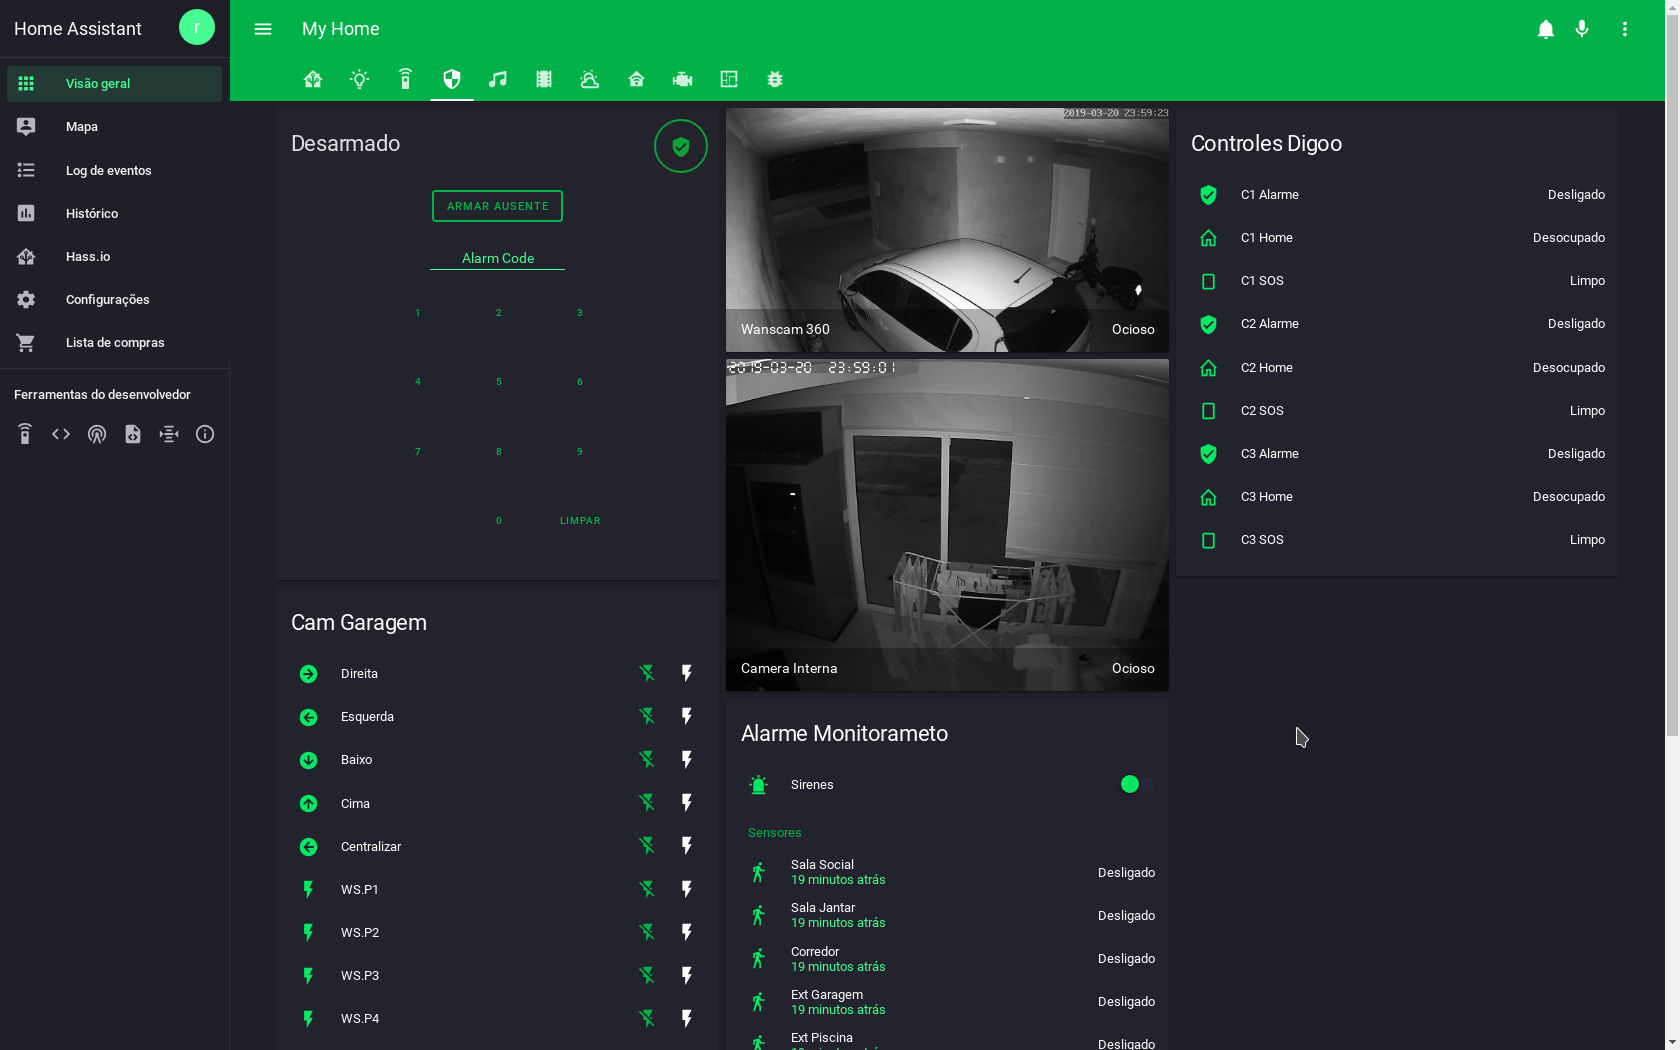 Home Assistant
r
My Home
Visão geral
Mapa
Log de eventos
Histórico
Hass.io
Configurações
Lista de compras
Ferramentas do desenvolvedor
Desarmado
ARMAR AUSENTE
Alarm Code
1 2 3
4 5 6
7 8 9
0 LIMPAR
Cam Garagem
Direita
Esquerda
Baixo
Cima
Centralizar
WS.P1
WS.P2
WS.P3
WS.P4
2019-03-20 23:59:23
Wanscam 360 Ocioso
2019-03-20 23:59:01
Camera Interna Ocioso
Alarme Monitorameto
Sirenes
Sensores
Sala Social
19 minutos atrás Desligado
Sala Jantar
19 minutos atrás Desligado
Corredor
19 minutos atrás Desligado
Ext Garagem
19 minutos atrás Desligado
Ext Piscina
19 minutos atrás Desligado
Controles Digoo
C1 Alarme Desligado
C1 Home Desocupado
C1 SOS Limpo
C2 Alarme Desligado
C2 Home Desocupado
C2 SOS Limpo
C3 Alarme Desligado
C3 Home Desocupado
C3 SOS Limpo